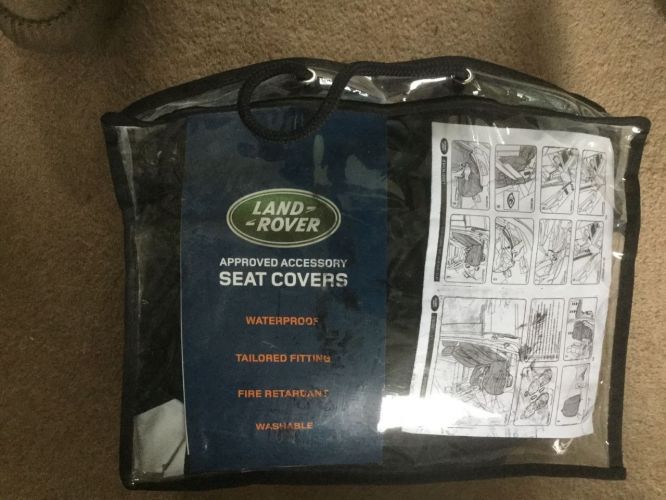 LAND-
-ROVER
APPROVED ACCESSORY
SEAT COVERS
WATERPROOF
TAILORED FITTING
FIRE RETARDANT
WASHABLE